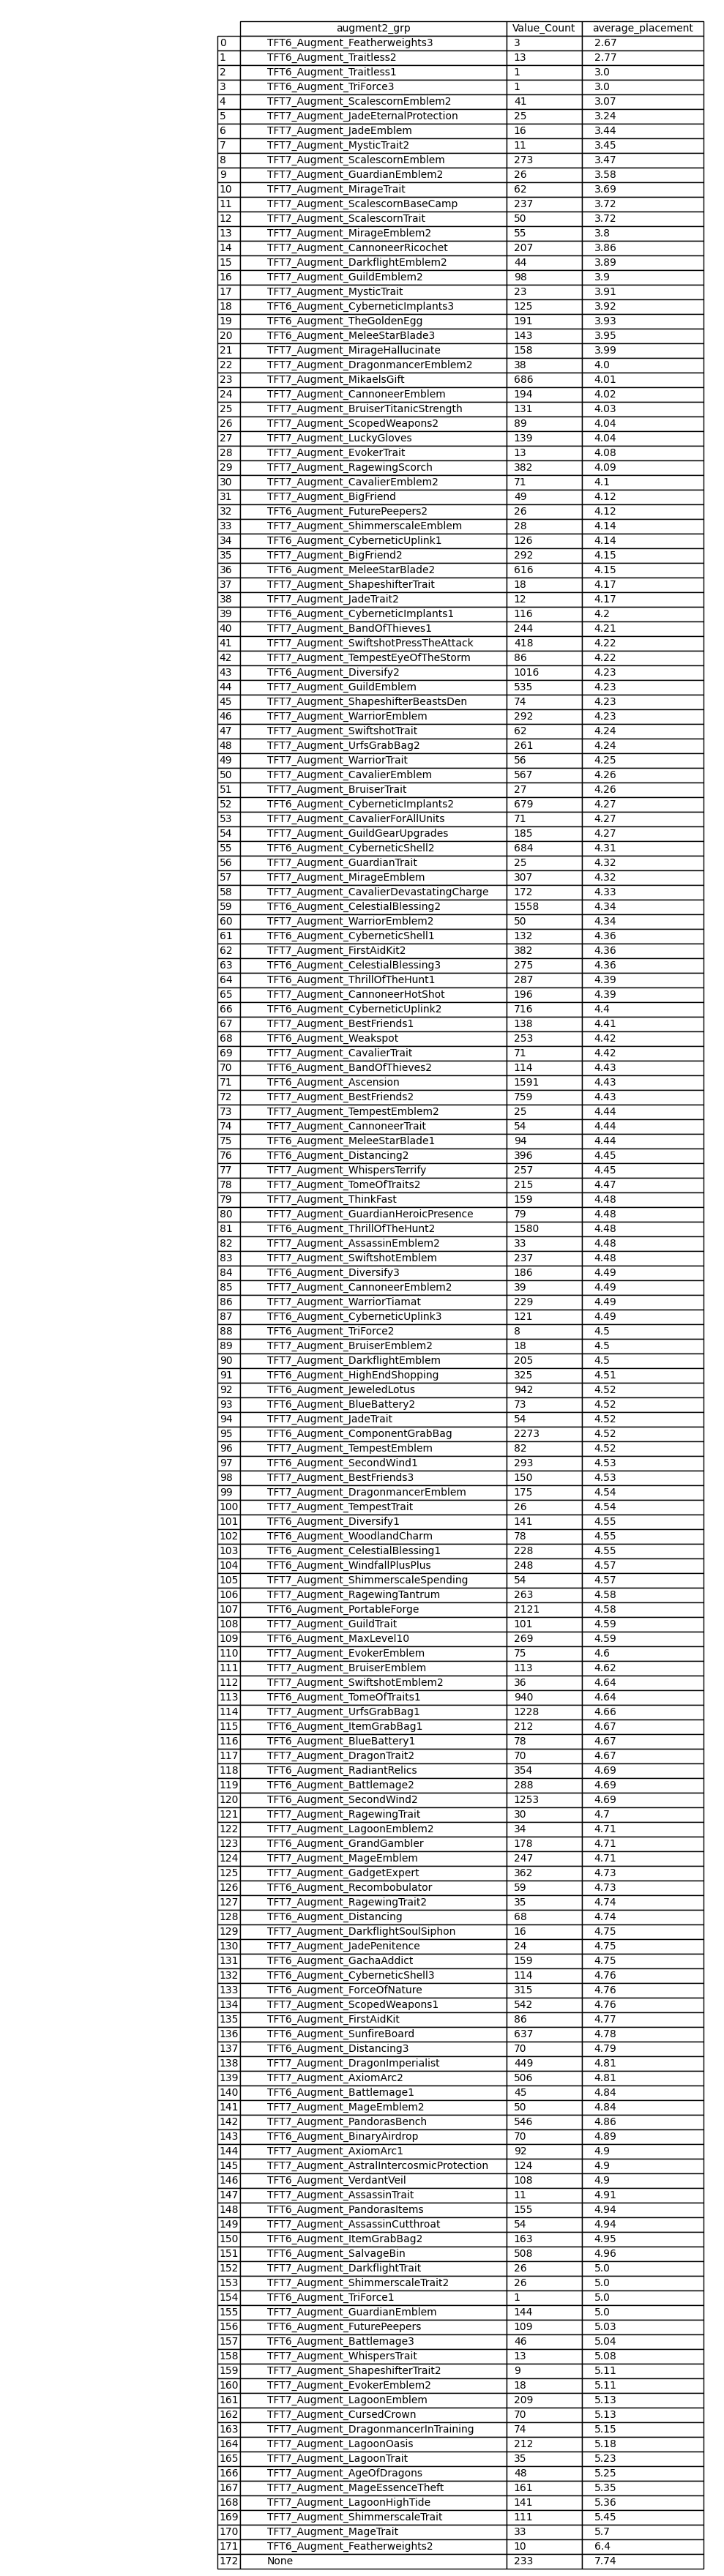 augment2_grp Value_Count average_placement
0 TFT6_Augment_Featherweights3 3 2.67
1 TFT6_Augment_Traitless2 13 2.77
2 TFT6_Augment_Traitless1 1 3.0
3 TFT6_Augment_TriForce3 1 3.0
4 TFT7_Augment_ScalescornEmblem2 41 3.07
5 TFT7_Augment_JadeEternalProtection 25 3.24
6 TFT7_Augment_JadeEmblem 16 3.44
7 TFT7_Augment_MysticTrait2 11 3.45
8 TFT7_Augment_ScalescornEmblem 273 3.47
9 TFT7_Augment_GuardianEmblem2 26 3.58
10 TFT7_Augment_MirageTrait 62 3.69
11 TFT7_Augment_ScalescornBaseCamp 237 3.72
12 TFT7_Augment_ScalescornTrait 50 3.72
13 TFT7_Augment_MirageEmblem2 55 3.8
14 TFT7_Augment_CannoneerRicochet 207 3.86
15 TFT7_Augment_DarkflightEmblem2 44 3.89
16 TFT7_Augment_GuildEmblem2 98 3.9
17 TFT7_Augment_MysticTrait 23 3.91
18 TFT6_Augment_CyberneticImplants3 125 3.92
19 TFT6_Augment_TheGoldenEgg 191 3.93
20 TFT6_Augment_MeleeStarBlade3 143 3.95
21 TFT7_Augment_MirageHallucinate 158 3.99
22 TFT7_Augment_DragonmancerEmblem2 38 4.0
23 TFT7_Augment_MikaelsGift 686 4.01
24 TFT7_Augment_CannoneerEmblem 194 4.02
25 TFT7_Augment_BruiserTitanicStrength 131 4.03
26 TFT7_Augment_ScopedWeapons2 89 4.04
27 TFT7_Augment_LuckyGloves 139 4.04
28 TFT7_Augment_EvokerTrait 13 4.08
29 TFT7_Augment_RagewingScorch 382 4.09
30 TFT7_Augment_CavalierEmblem2 71 4.1
31 TFT7_Augment_BigFriend 49 4.12
32 TFT6_Augment_FuturePeepers2 26 4.12
33 TFT7_Augment_ShimmerscaleEmblem 28 4.14
34 TFT6_Augment_CyberneticUplink1 126 4.14
35 TFT7_Augment_BigFriend2 292 4.15
36 TFT6_Augment_MeleeStarBlade2 616 4.15
37 TFT7_Augment_ShapeshifterTrait 18 4.17
38 TFT7_Augment_JadeTrait2 12 4.17
39 TFT6_Augment_CyberneticImplants1 116 4.2
40 TFT7_Augment_BandOfThieves1 244 4.21
41 TFT7_Augment_SwiftshotPressTheAttack 418 4.22
42 TFT7_Augment_TempestEyeOfTheStorm 86 4.22
43 TFT6_Augment_Diversify2 1016 4.23
44 TFT7_Augment_GuildEmblem 535 4.23
45 TFT7_Augment_ShapeshifterBeastsDen 74 4.23
46 TFT7_Augment_WarriorEmblem 292 4.23
47 TFT7_Augment_SwiftshotTrait 62 4.24
48 TFT7_Augment_UrfsGrabBag2 261 4.24
49 TFT7_Augment_WarriorTrait 56 4.25
50 TFT7_Augment_CavalierEmblem 567 4.26
51 TFT7_Augment_BruiserTrait 27 4.26
52 TFT6_Augment_CyberneticImplants2 679 4.27
53 TFT7_Augment_CavalierForAllUnits 71 4.27
54 TFT7_Augment_GuildGearUpgrades 185 4.27
55 TFT6_Augment_CyberneticShell2 684 4.31
56 TFT7_Augment_GuardianTrait 25 4.32
57 TFT7_Augment_MirageEmblem 307 4.32
58 TFT7_Augment_CavalierDevastatingCharge 172 4.33
59 TFT6_Augment_CelestialBlessing2 1558 4.34
60 TFT7_Augment_WarriorEmblem2 50 4.34
61 TFT6_Augment_CyberneticShell1 132 4.36
62 TFT7_Augment_FirstAidKit2 382 4.36
63 TFT6_Augment_CelestialBlessing3 275 4.36
64 TFT6_Augment_ThrillOfTheHunt1 287 4.39
65 TFT7_Augment_CannoneerHotShot 196 4.39
66 TFT6_Augment_CyberneticUplink2 716 4.4
67 TFT7_Augment_BestFriends1 138 4.41
68 TFT6_Augment_Weakspot 253 4.42
69 TFT7_Augment_CavalierTrait 71 4.42
70 TFT6_Augment_BandOfThieves2 114 4.43
71 TFT6_Augment_Ascension 1591 4.43
72 TFT7_Augment_BestFriends2 759 4.43
73 TFT7_Augment_TempestEmblem2 25 4.44
74 TFT7_Augment_CannoneerTrait 54 4.44
75 TFT6_Augment_MeleeStarBlade1 94 4.44
76 TFT6_Augment_Distancing2 396 4.45
77 TFT7_Augment_WhispersTerrify 257 4.45
78 TFT7_Augment_TomeOfTraits2 215 4.47
79 TFT7_Augment_ThinkFast 159 4.48
80 TFT7_Augment_GuardianHeroicPresence 79 4.48
81 TFT6_Augment_ThrillOfTheHunt2 1580 4.48
82 TFT7_Augment_AssassinEmblem2 33 4.48
83 TFT7_Augment_SwiftshotEmblem 237 4.48
84 TFT6_Augment_Diversify3 186 4.49
85 TFT7_Augment_CannoneerEmblem2 39 4.49
86 TFT7_Augment_WarriorTiamat 229 4.49
87 TFT6_Augment_CyberneticUplink3 121 4.49
88 TFT6_Augment_TriForce2 8 4.5
89 TFT7_Augment_BruiserEmblem2 18 4.5
90 TFT7_Augment_DarkflightEmblem 205 4.5
91 TFT6_Augment_HighEndShopping 325 4.51
92 TFT6_Augment_JeweledLotus 942 4.52
93 TFT6_Augment_BlueBattery2 73 4.52
94 TFT7_Augment_JadeTrait 54 4.52
95 TFT6_Augment_ComponentGrabBag 2273 4.52
96 TFT7_Augment_TempestEmblem 82 4.52
97 TFT6_Augment_SecondWind1 293 4.53
98 TFT7_Augment_BestFriends3 150 4.53
99 TFT7_Augment_DragonmancerEmblem 175 4.54
100 TFT7_Augment_TempestTrait 26 4.54
101 TFT6_Augment_Diversify1 141 4.55
102 TFT6_Augment_WoodlandCharm 78 4.55
103 TFT6_Augment_CelestialBlessing1 228 4.55
104 TFT6_Augment_WindfallPlusPlus 248 4.57
105 TFT7_Augment_ShimmerscaleSpending 54 4.57
106 TFT7_Augment_RagewingTantrum 263 4.58
107 TFT6_Augment_PortableForge 2121 4.58
108 TFT7_Augment_GuildTrait 101 4.59
109 TFT6_Augment_MaxLevel10 269 4.59
110 TFT7_Augment_EvokerEmblem 75 4.6
111 TFT7_Augment_BruiserEmblem 113 4.62
112 TFT7_Augment_SwiftshotEmblem2 36 4.64
113 TFT6_Augment_TomeOfTraits1 940 4.64
114 TFT7_Augment_UrfsGrabBag1 1228 4.66
115 TFT6_Augment_ItemGrabBag1 212 4.67
116 TFT6_Augment_BlueBattery1 78 4.67
117 TFT7_Augment_DragonTrait2 70 4.67
118 TFT6_Augment_RadiantRelics 354 4.69
119 TFT6_Augment_Battlemage2 288 4.69
120 TFT6_Augment_SecondWind2 1253 4.69
121 TFT7_Augment_RagewingTrait 30 4.7
122 TFT7_Augment_LagoonEmblem2 34 4.71
123 TFT6_Augment_GrandGambler 178 4.71
124 TFT7_Augment_MageEmblem 247 4.71
125 TFT7_Augment_GadgetExpert 362 4.73
126 TFT6_Augment_Recombobulator 59 4.73
127 TFT7_Augment_RagewingTrait2 35 4.74
128 TFT6_Augment_Distancing 68 4.74
129 TFT7_Augment_DarkflightSoulSiphon 16 4.75
130 TFT7_Augment_JadePenitence 24 4.75
131 TFT7_Augment_GachaAddict 159 4.75
132 TFT6_Augment_CyberneticShell3 114 4.76
133 TFT6_Augment_ForceOfNature 315 4.76
134 TFT7_Augment_ScopedWeapons1 542 4.76
135 TFT6_Augment_FirstAidKit 86 4.77
136 TFT6_Augment_SunfireBoard 637 4.78
137 TFT6_Augment_Distancing3 70 4.79
138 TFT7_Augment_DragonImperialist 449 4.81
139 TFT7_Augment_AxiomArc2 506 4.81
140 TFT6_Augment_Battlemage1 45 4.84
141 TFT7_Augment_MageEmblem2 50 4.84
142 TFT7_Augment_PandorasBench 546 4.86
143 TFT6_Augment_BinaryAirdrop 70 4.89
144 TFT7_Augment_AxiomArc1 92 4.9
145 TFT7_Augment_AstralIntercosmicProtection 124 4.9
146 TFT6_Augment_VerdantVeil 108 4.9
147 TFT7_Augment_AssassinTrait 11 4.91
148 TFT6_Augment_PandorasItems 155 4.94
149 TFT7_Augment_AssassinCutthroat 54 4.94
150 TFT6_Augment_ItemGrabBag2 163 4.95
151 TFT6_Augment_SalvageBin 508 4.96
152 TFT7_Augment_DarkflightTrait 26 5.0
153 TFT7_Augment_ShimmerscaleTrait2 26 5.0
154 TFT6_Augment_TriForce1 1 5.0
155 TFT7_Augment_GuardianEmblem 144 5.0
156 TFT6_Augment_FuturePeepers 109 5.03
157 TFT6_Augment_Battlemage3 46 5.04
158 TFT7_Augment_WhispersTrait 13 5.08
159 TFT7_Augment_ShapeshifterTrait2 9 5.11
160 TFT7_Augment_EvokerEmblem2 18 5.11
161 TFT7_Augment_LagoonEmblem 209 5.13
162 TFT7_Augment_CursedCrown 70 5.13
163 TFT7_Augment_DragonmancerInTraining 74 5.15
164 TFT7_Augment_LagoonOasis 212 5.18
165 TFT7_Augment_LagoonTrait 35 5.23
166 TFT7_Augment_AgeOfDragons 48 5.25
167 TFT7_Augment_MageEssenceTheft 161 5.35
168 TFT7_Augment_LagoonHighTide 141 5.36
169 TFT7_Augment_ShimmerscaleTrait 111 5.45
170 TFT7_Augment_MageTrait 33 5.7
171 TFT6_Augment_Featherweights2 10 6.4
172 None 233 7.74